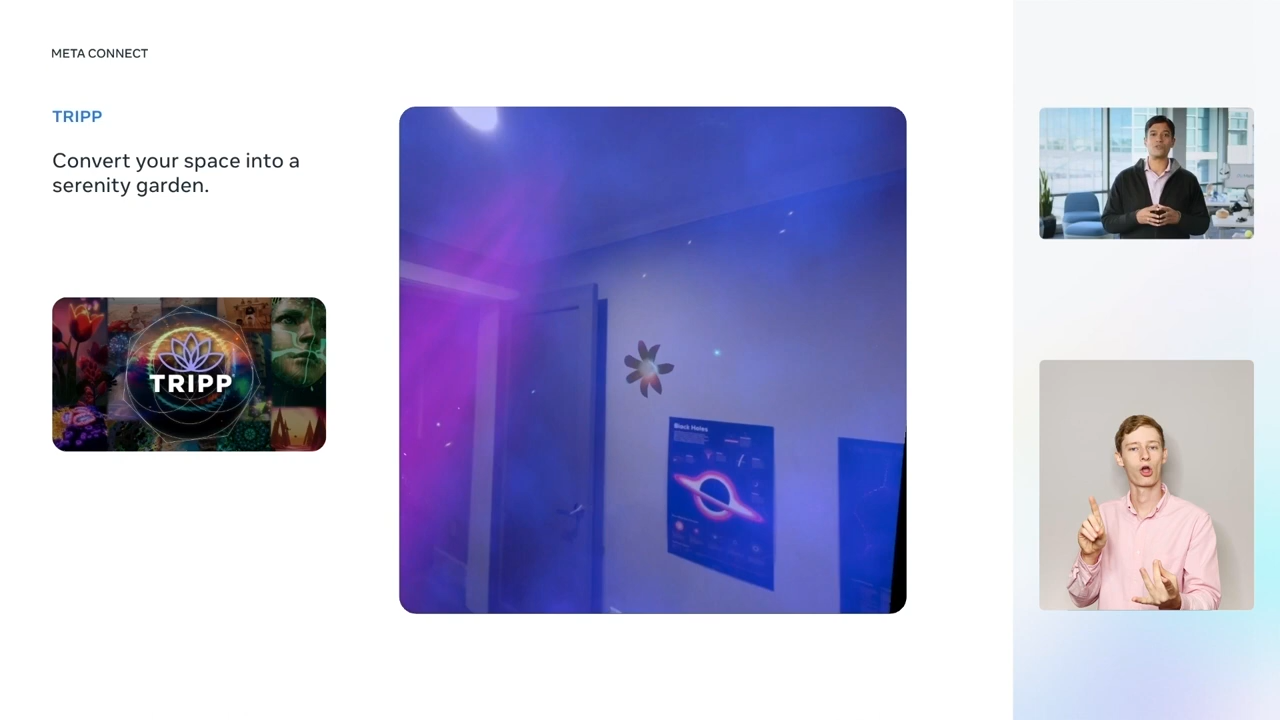 META CONNECT
TRIPP
Convert your space into a
serenity garden.
TRIPP
Black Holes